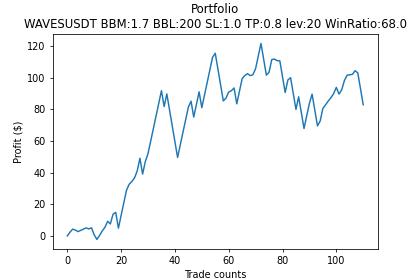 Portfolio
WAVESUSDT BBM:1.7 BBL:200 SL:1.0 TP:0.8 lev:20 WinRatio:68.0
120
100
80
60
40
20
0
Profit ($)
0 20 40 60 80 100
Trade counts